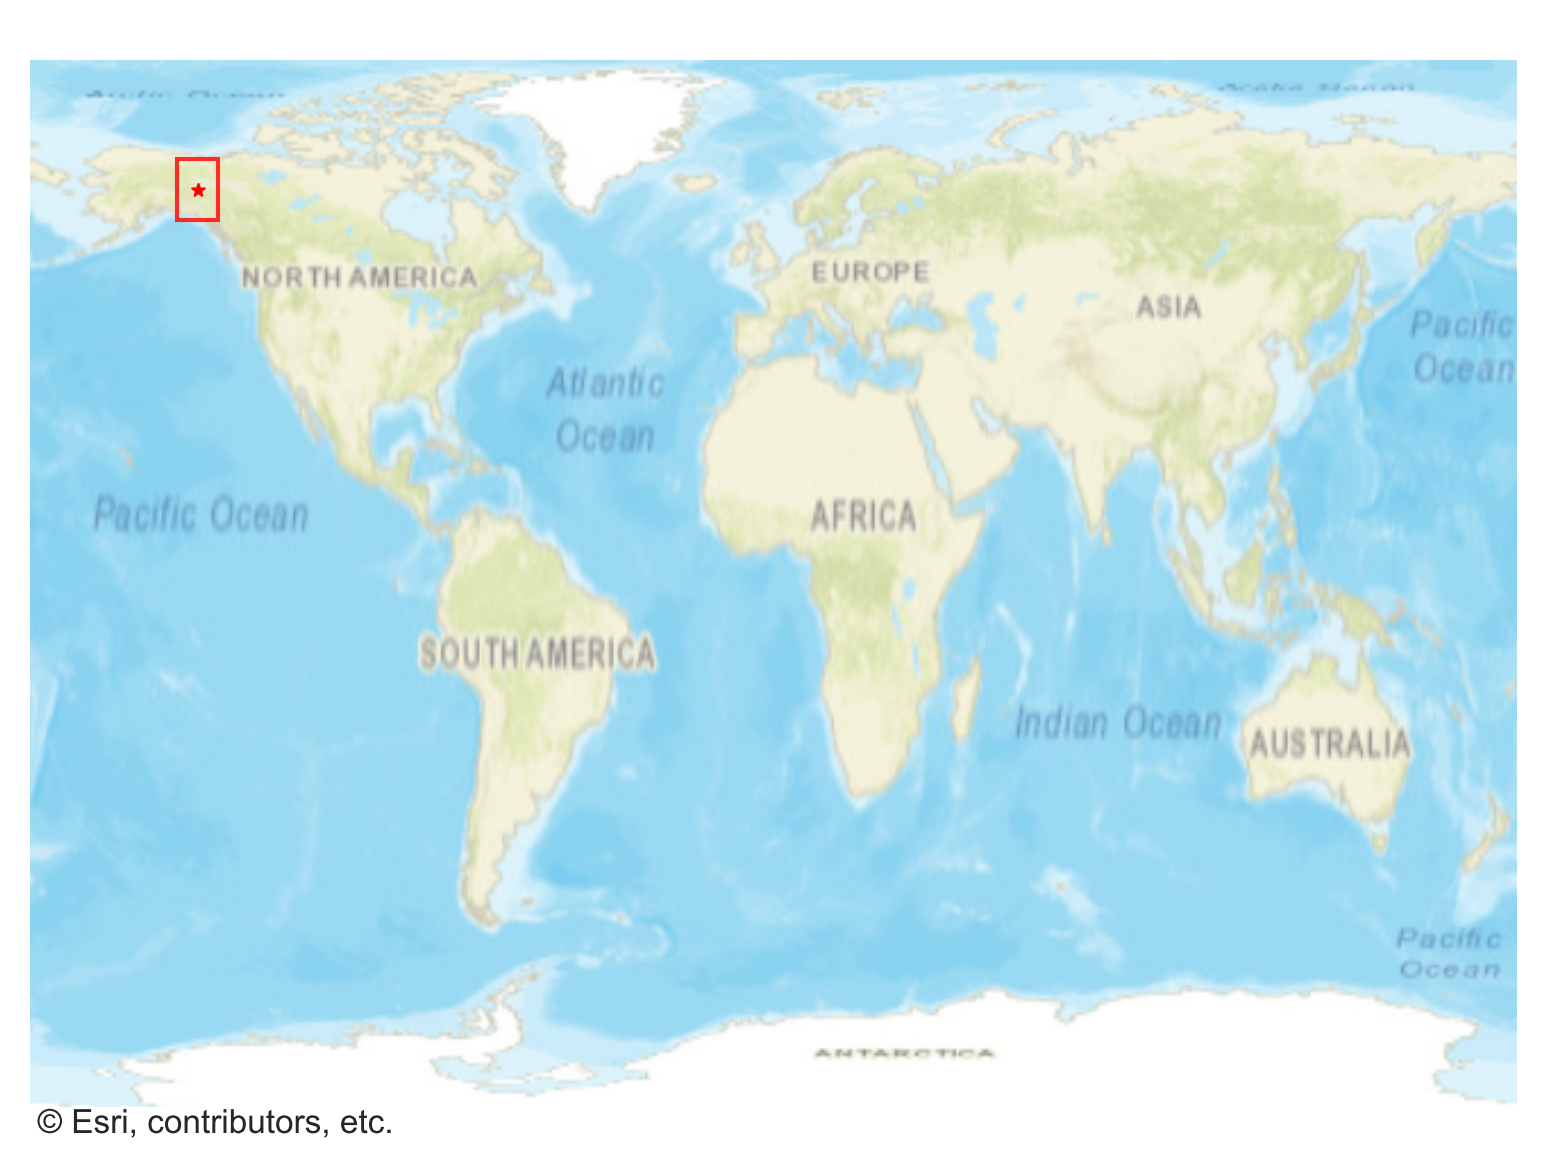 Arctic Ocean
Arctic Ocean
NORTH AMERICA
EUROPE
ASIA
Pacific
Ocean
Atlantic
Ocean
Pacific Ocean
AFRICA
SOUTH AMERICA
Indian Ocean
AUSTRALIA
Pacific
Ocean
ANTARCTICA
© Esri, contributors, etc.